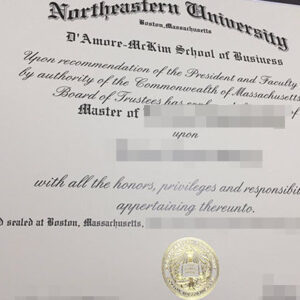 Northeastern University
Boston, Massachusetts
D'Amore-McKim School of Business
Upon recommendation of the President and Faculty
by authority of the Commonwealth of Massachusetts
Board of Trustees has
Master of
upon
with all the honors, privileges and responsibili
appertaining thereunto.
sealed at Boston, Massachusetts,